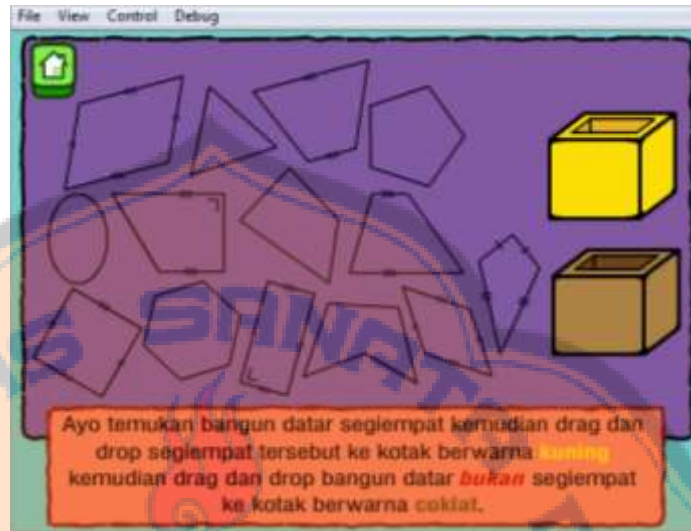 File View Control Debug
Ayo temukan bangun datar segiempat kemudian drag dan
drop segiempat tersebut ke kotak berwarna kuning
kemudian drag dan drop bangun datar bukan segiempat
ke kotak berwarna coklat.